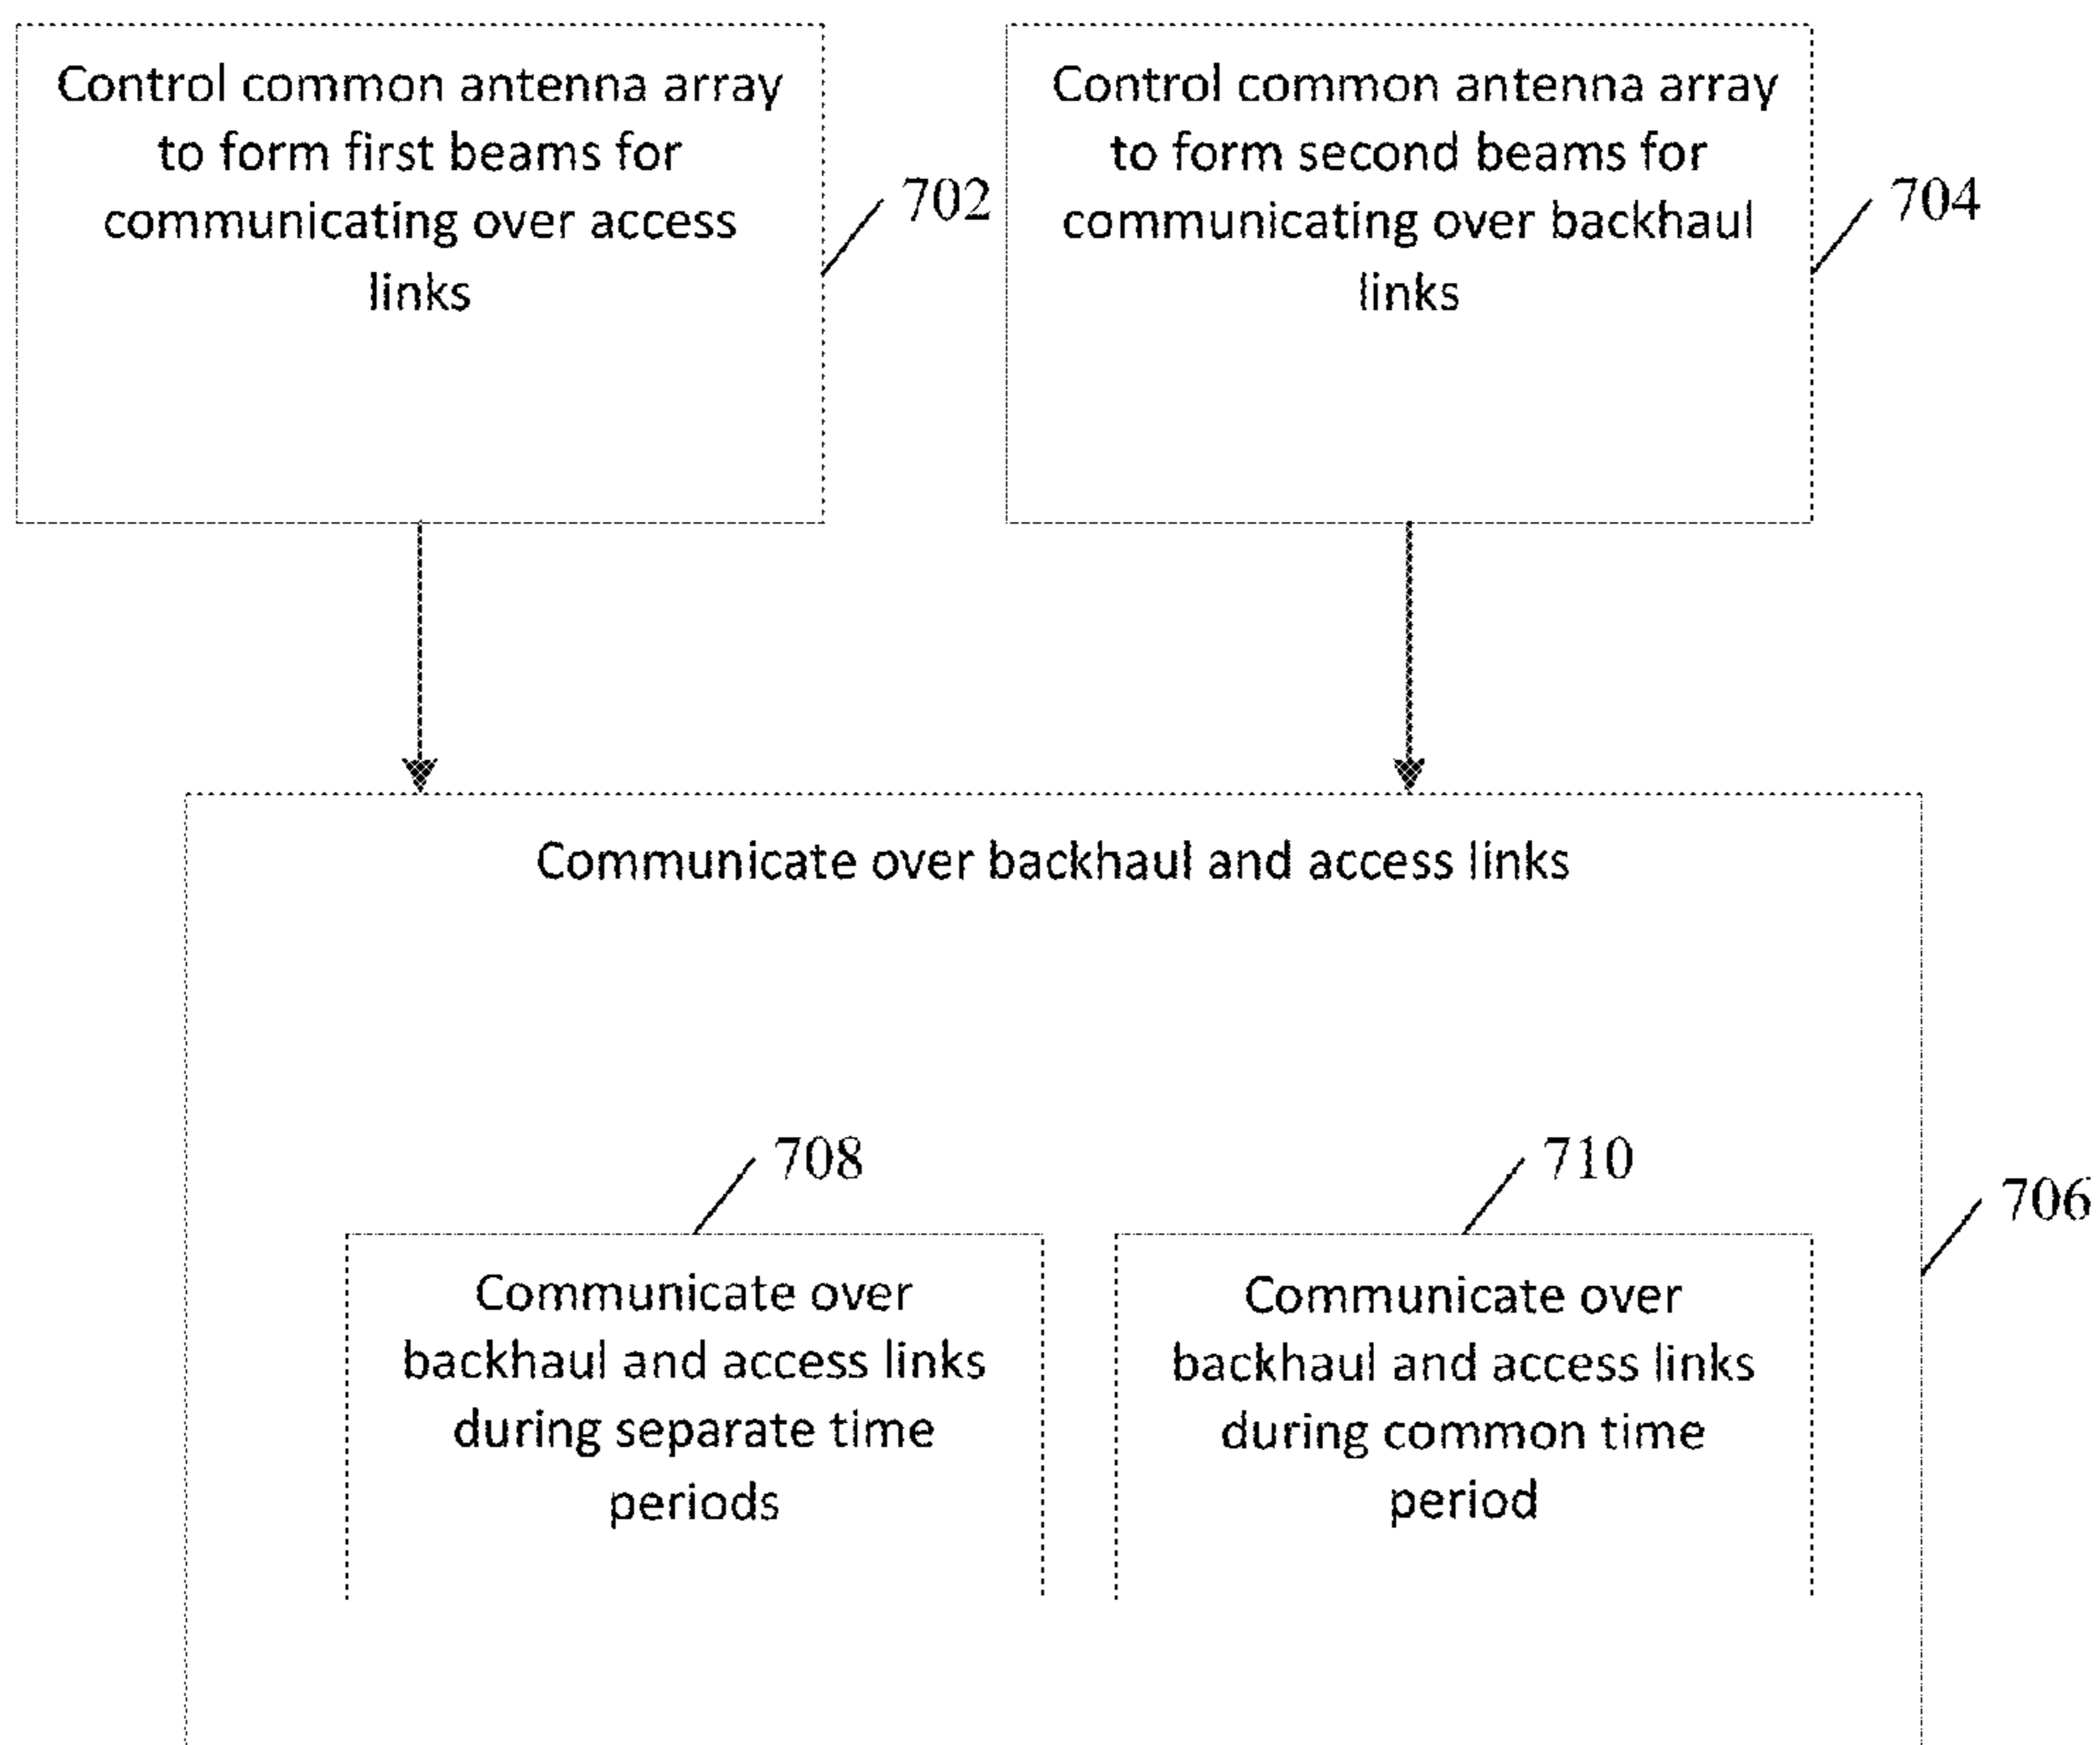 Control common antenna array
to form first beams for
communicating over access
links
702
Control common antenna array
to form second beams for
communicating over backhaul
links
704
Communicate over backhaul and access links
706
708
Communicate over
backhaul and access links
during separate time
periods
710
Communicate over
backhaul and access links
during common time
period